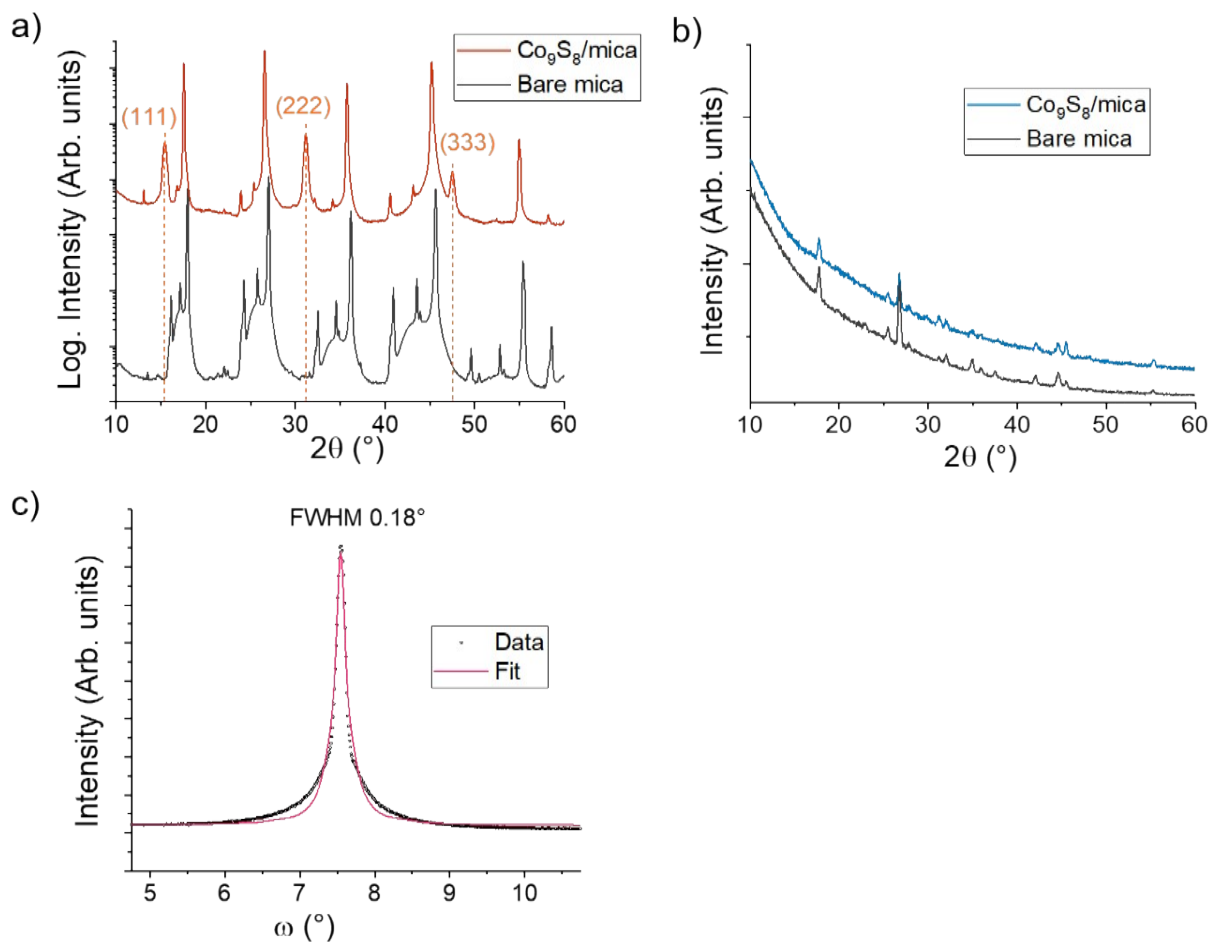 a)
Log. Intensity (Arb. units)
Co₉S₈/mica
Bare mica
(111)
(222)
(333)
10 20 30 40 50 60
2θ (°)
b)
Intensity (Arb. units)
Co₉S₈/mica
Bare mica
10 20 30 40 50 60
2θ (°)
c)
FWHM 0.18°
Intensity (Arb. units)
Data
Fit
5 6 7 8 9 10
ω (°)